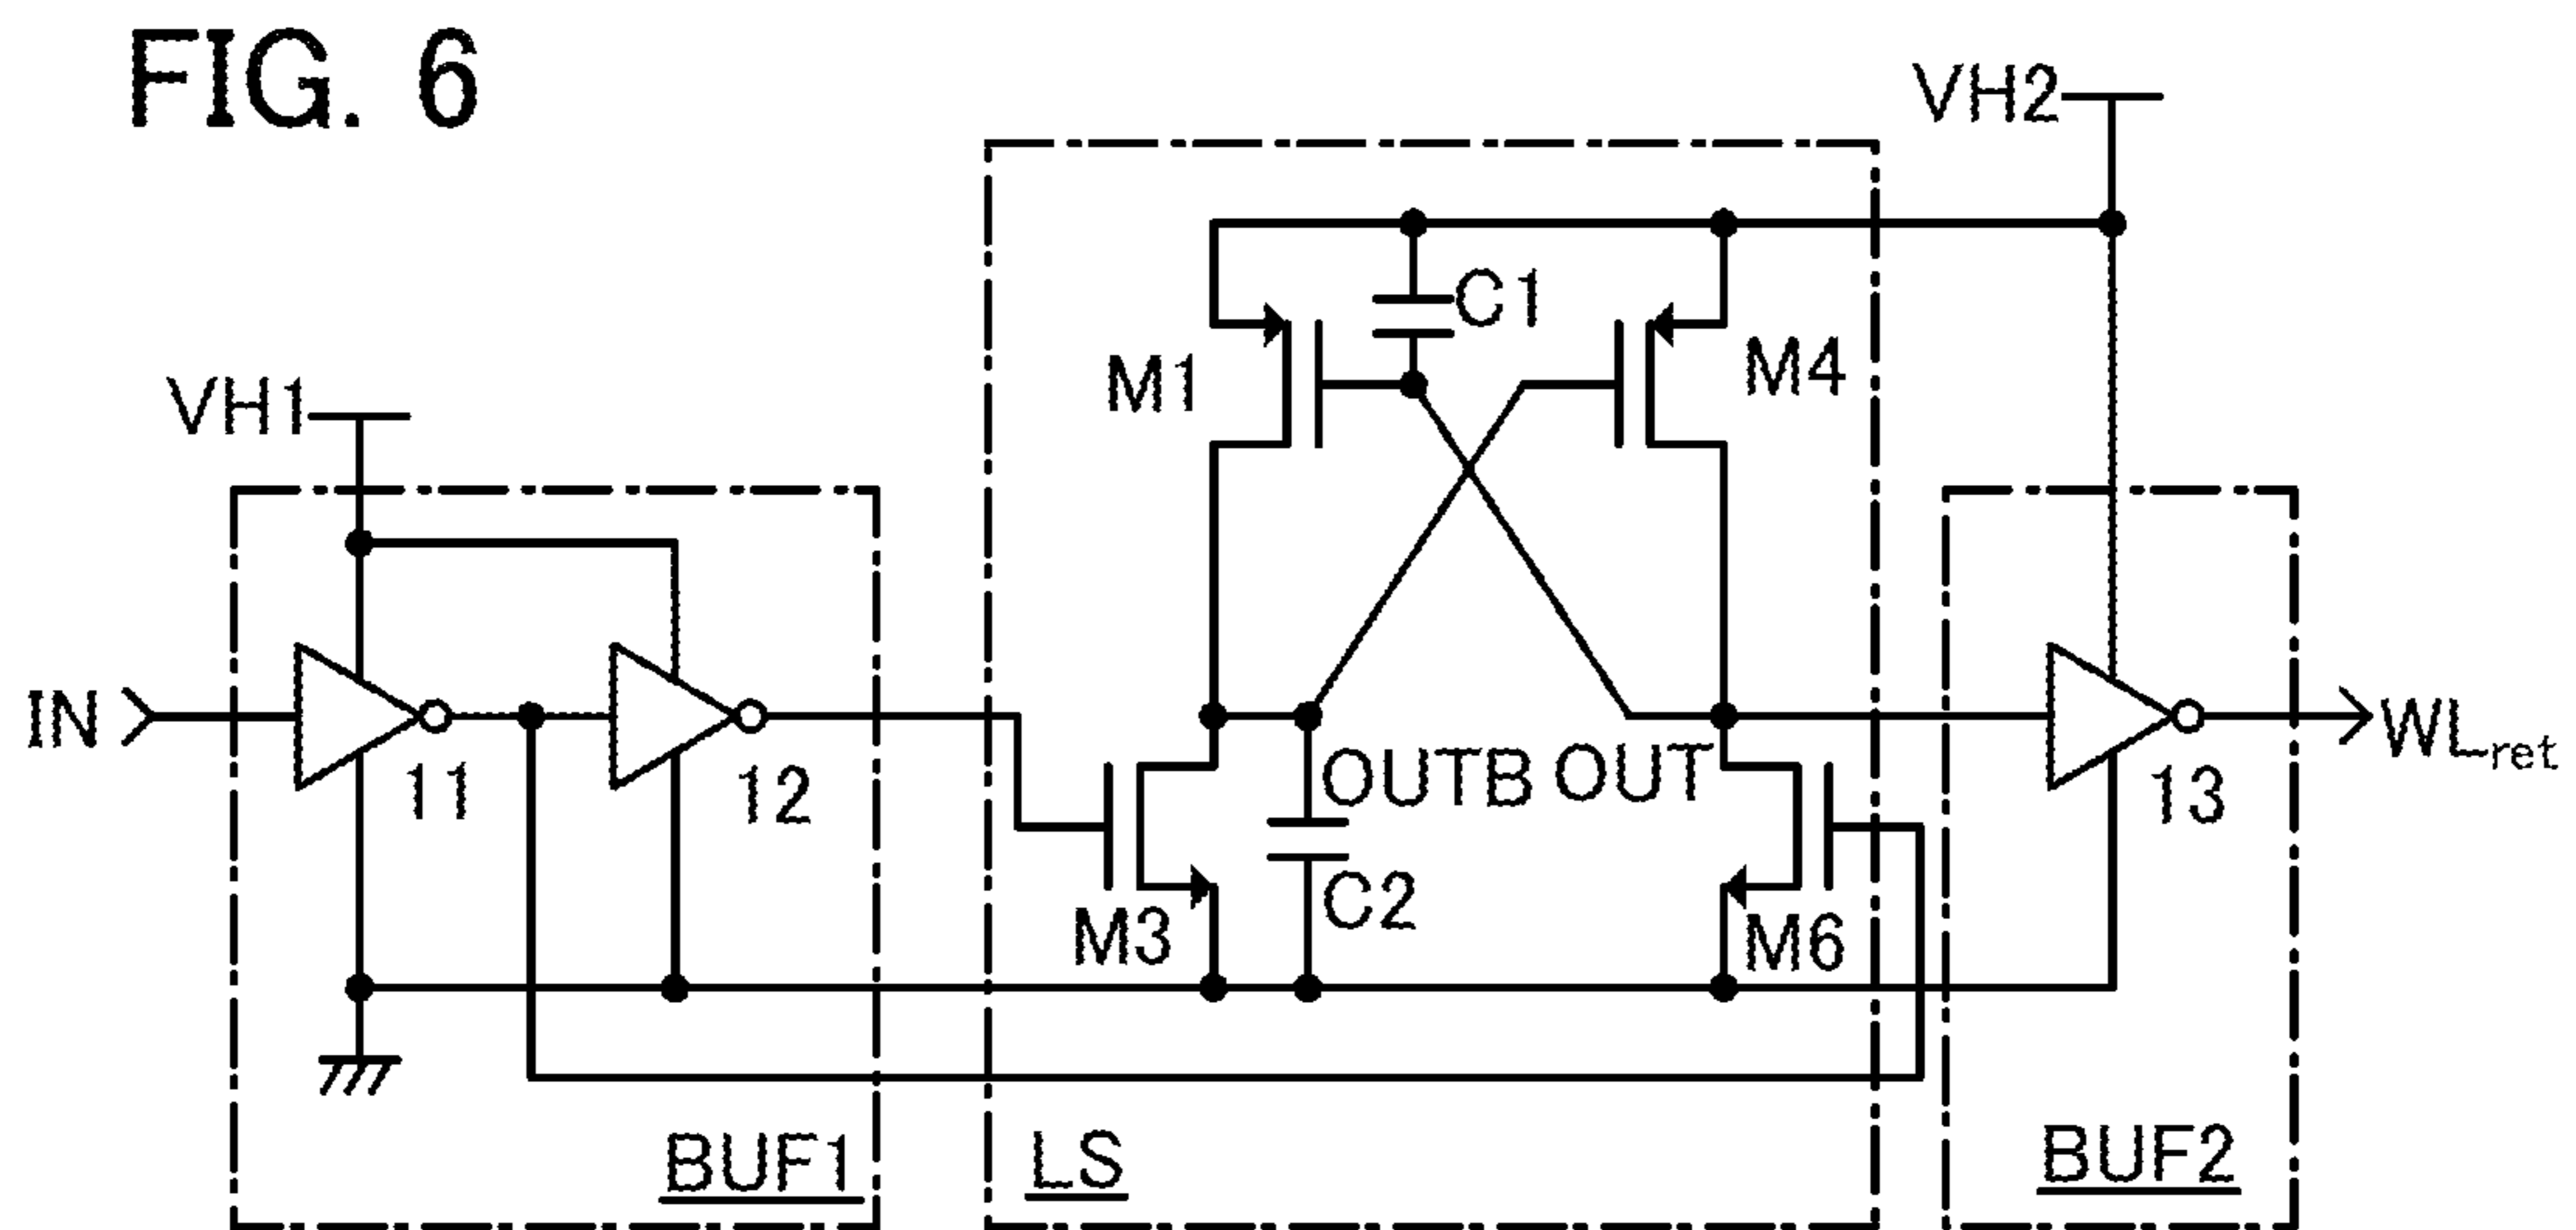 FIG. 6
VH2
C1
M1
M4
VH1
IN
11
12
OUTB
OUT
13
WLret
M3
C2
M6
BUF1
LS
BUF2